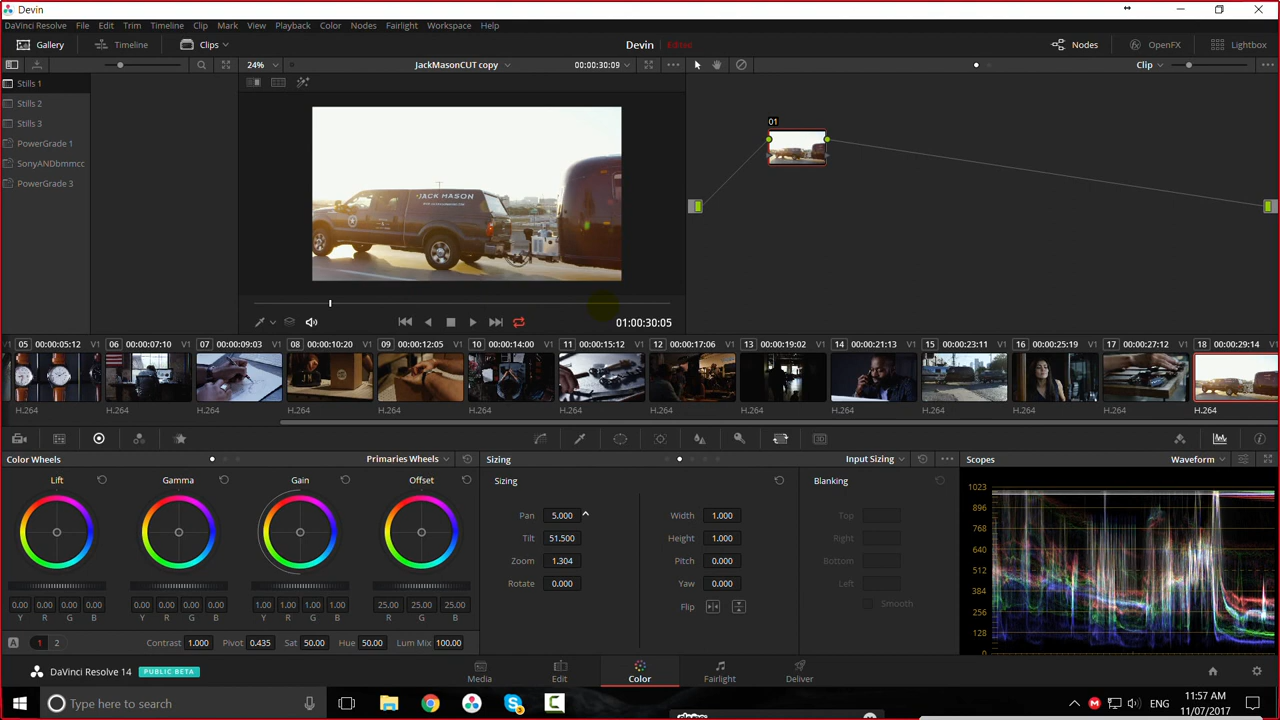 Devin
DaVinci Resolve File Edit Trim Timeline Clip Mark View Playback Color Nodes Fairlight Workspace Help
Gallery Timeline Clips Devin Edited Nodes OpenFX Lightbox
24% JackMasonCUT copy 00:00:30:09 Clip
Stills 1
Stills 2
Stills 3
PowerGrade 1
SonyANDbmmcc
PowerGrade 3
01
JACK MASON
01:00:30:05
05 00:00:05:12 V1 06 00:00:07:10 V1 07 00:00:09:03 V1 08 00:00:10:20 V1 09 00:00:12:05 V1 10 00:00:14:00 V1 11 00:00:15:12 V1 12 00:00:17:06 V1 13 00:00:19:02 V1 14 00:00:21:13 V1 15 00:00:23:11 V1 16 00:00:25:19 V1 17 00:00:27:12 V1 18 00:00:29:14
H.264 H.264 H.264 H.264 H.264 H.264 H.264 H.264 H.264 H.264 H.264 H.264 H.264 H.264
Color Wheels Primaries Wheels Sizing Input Sizing Scopes Waveform
Lift Gamma Gain Offset
0.00 0.00 0.00 0.00 0.00 0.00 0.00 0.00 1.00 1.00 1.00 1.00 25.00 25.00 25.00
Y R G B Y R G B Y R G B R G B
A 1 2 Contrast 1.000 Pivot 0.435 Sat 50.00 Hue 50.00 Lum Mix 100.00
Sizing
Pan 5.000 Width 1.000
Tilt 51.500 Height 1.000
Zoom 1.304 Pitch 0.000
Rotate 0.000 Yaw 0.000
Flip
Blanking
Top
Right
Bottom
Left
Smooth
1023
896
768
640
512
384
256
128
0
DaVinci Resolve 14 PUBLIC BETA Media Edit Color Fairlight Deliver
Type here to search
ENG
11:57 AM
11/07/2017